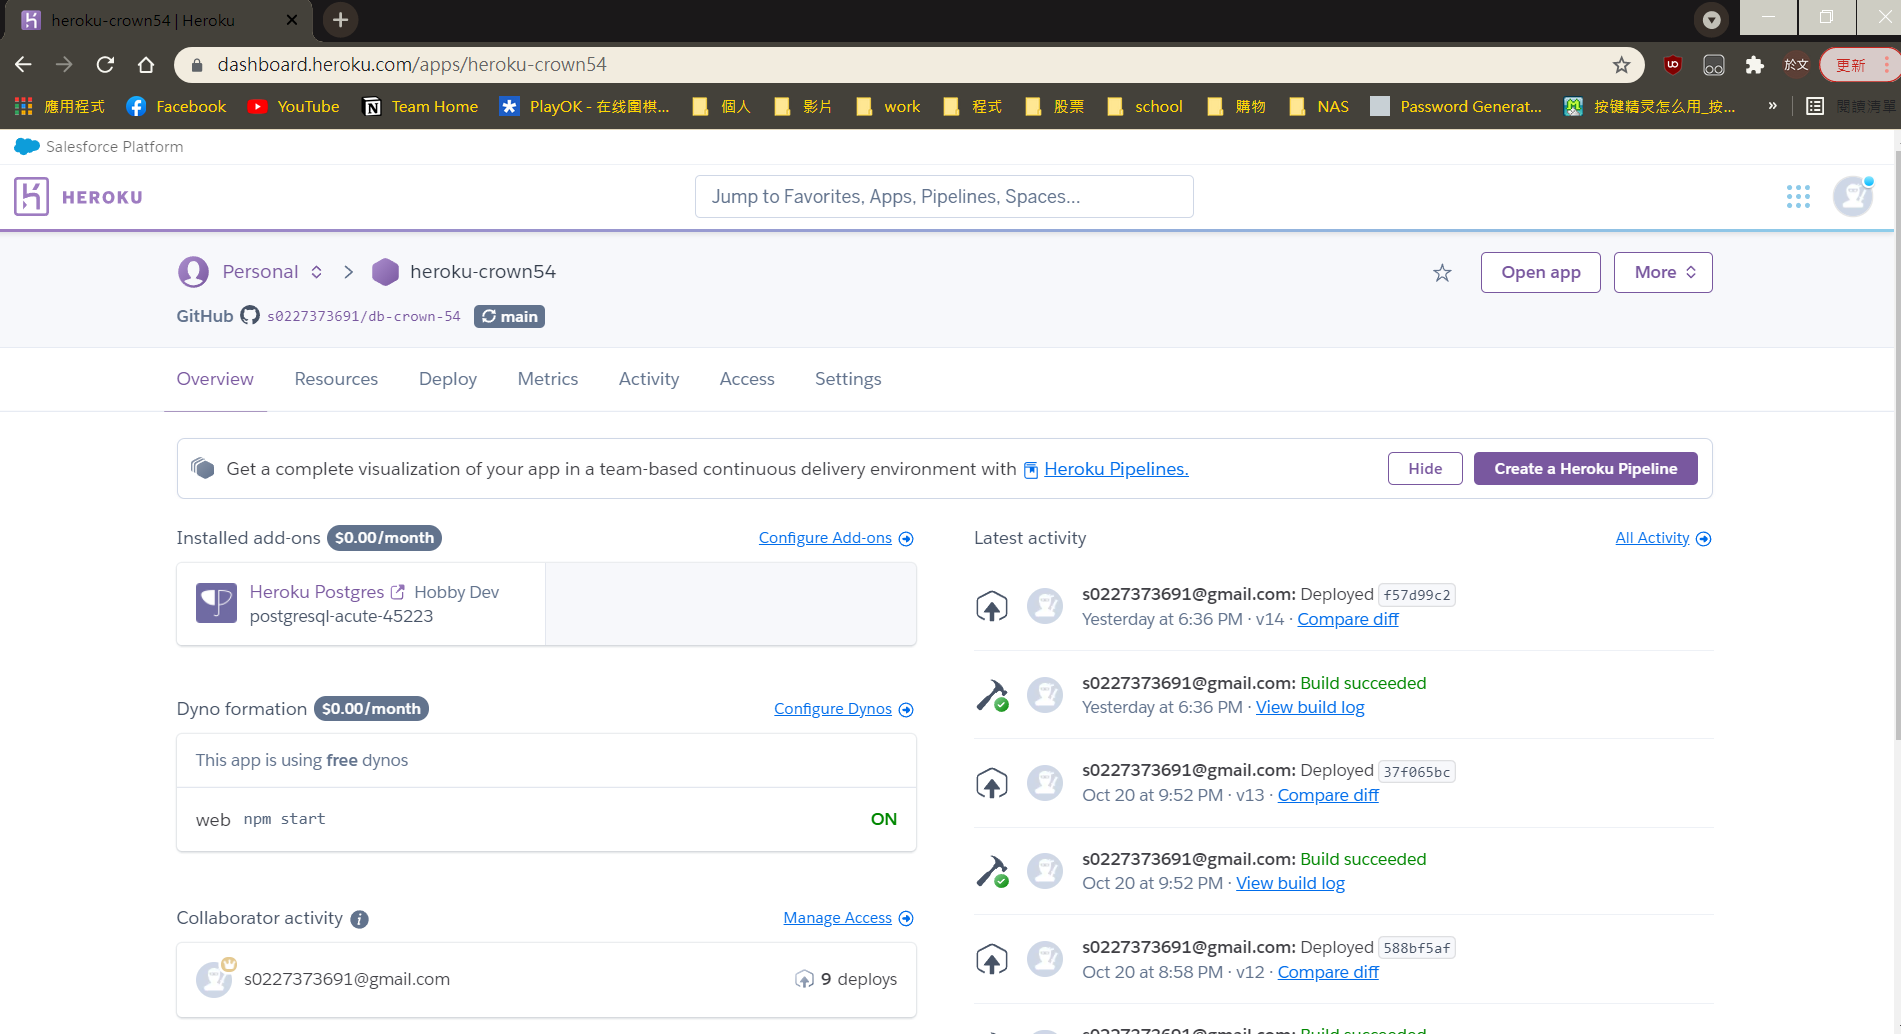 heroku-crown54 | Heroku
dashboard.heroku.com/apps/heroku-crown54
於文
更新
應用程式 Facebook YouTube Team Home PlayOK - 在线围棋... 個人 影片 work 程式 股票 school 購物 NAS Password Generat... 按键精灵怎么用_按... » 閱讀清單
Salesforce Platform
HEROKU
Jump to Favorites, Apps, Pipelines, Spaces...
Personal > heroku-crown54
Open app
More
GitHub s0227373691/db-crown-54 main
Overview Resources Deploy Metrics Activity Access Settings
Get a complete visualization of your app in a team-based continuous delivery environment with Heroku Pipelines.
Hide
Create a Heroku Pipeline
Installed add-ons $0.00/month
Configure Add-ons
Heroku Postgres Hobby Dev
postgresql-acute-45223
Dyno formation $0.00/month
Configure Dynos
This app is using free dynos
web npm start ON
Collaborator activity
Manage Access
s0227373691@gmail.com 9 deploys
Latest activity
All Activity
s0227373691@gmail.com: Deployed f57d99c2
Yesterday at 6:36 PM · v14 · Compare diff
s0227373691@gmail.com: Build succeeded
Yesterday at 6:36 PM · View build log
s0227373691@gmail.com: Deployed 37f065bc
Oct 20 at 9:52 PM · v13 · Compare diff
s0227373691@gmail.com: Build succeeded
Oct 20 at 9:52 PM · View build log
s0227373691@gmail.com: Deployed 588bf5af
Oct 20 at 8:58 PM · v12 · Compare diff
s0227373691@gmail.com: Build succeeded